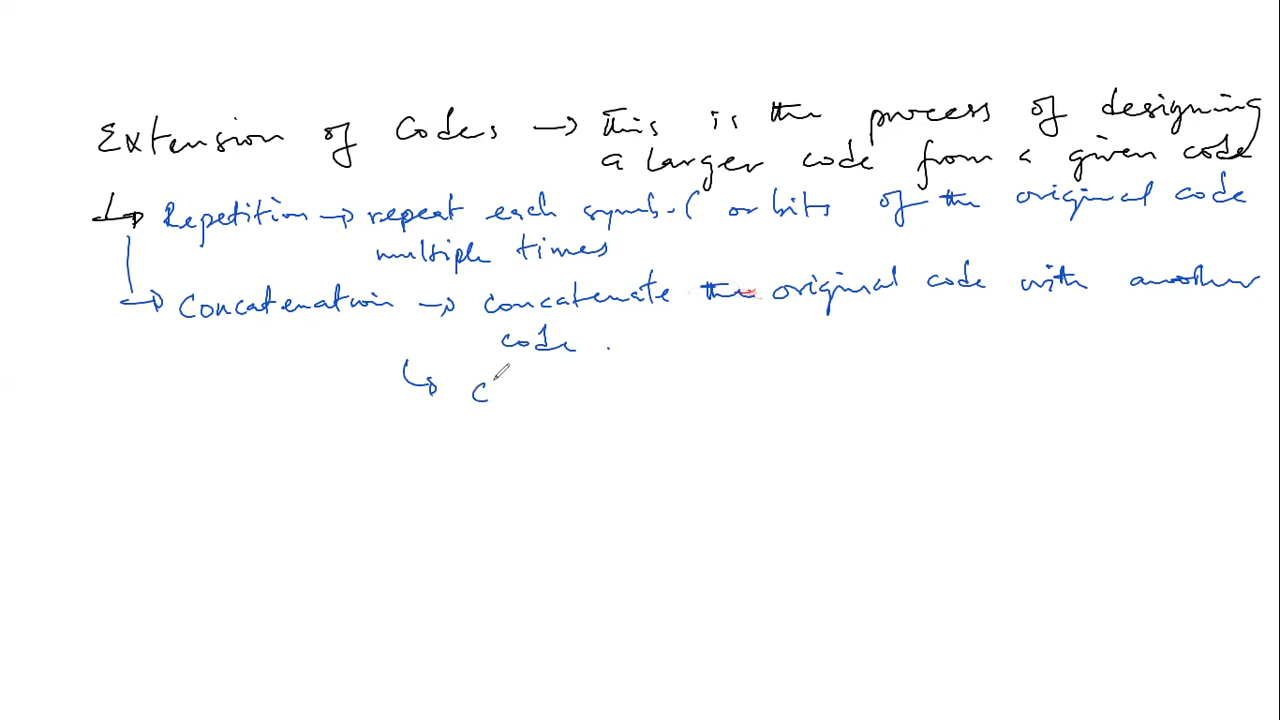 Extension of Codes → This is the process of designing
a larger code from a given code
↳ Repetition → repeat each symbol or bits of the original code
multiple times
↳ Concatenation → concatenate the original code with another
code .
↳ C